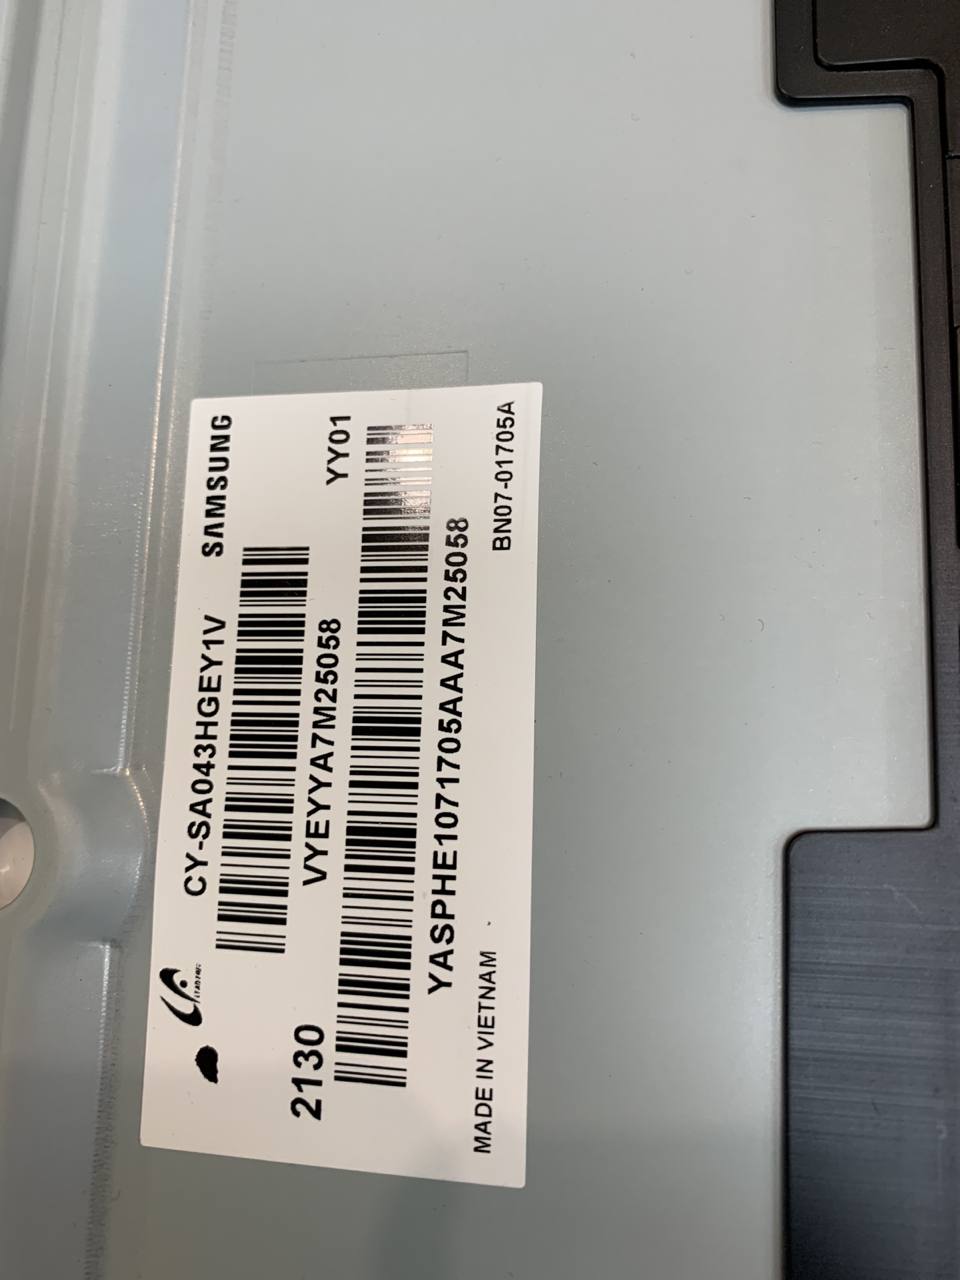 CY-SA043HGEY1V SAMSUNG
2130 VYEYYA7M25058 YY01
YASPHE1071705AAA7M25058
MADE IN VIETNAM BN07-01705A